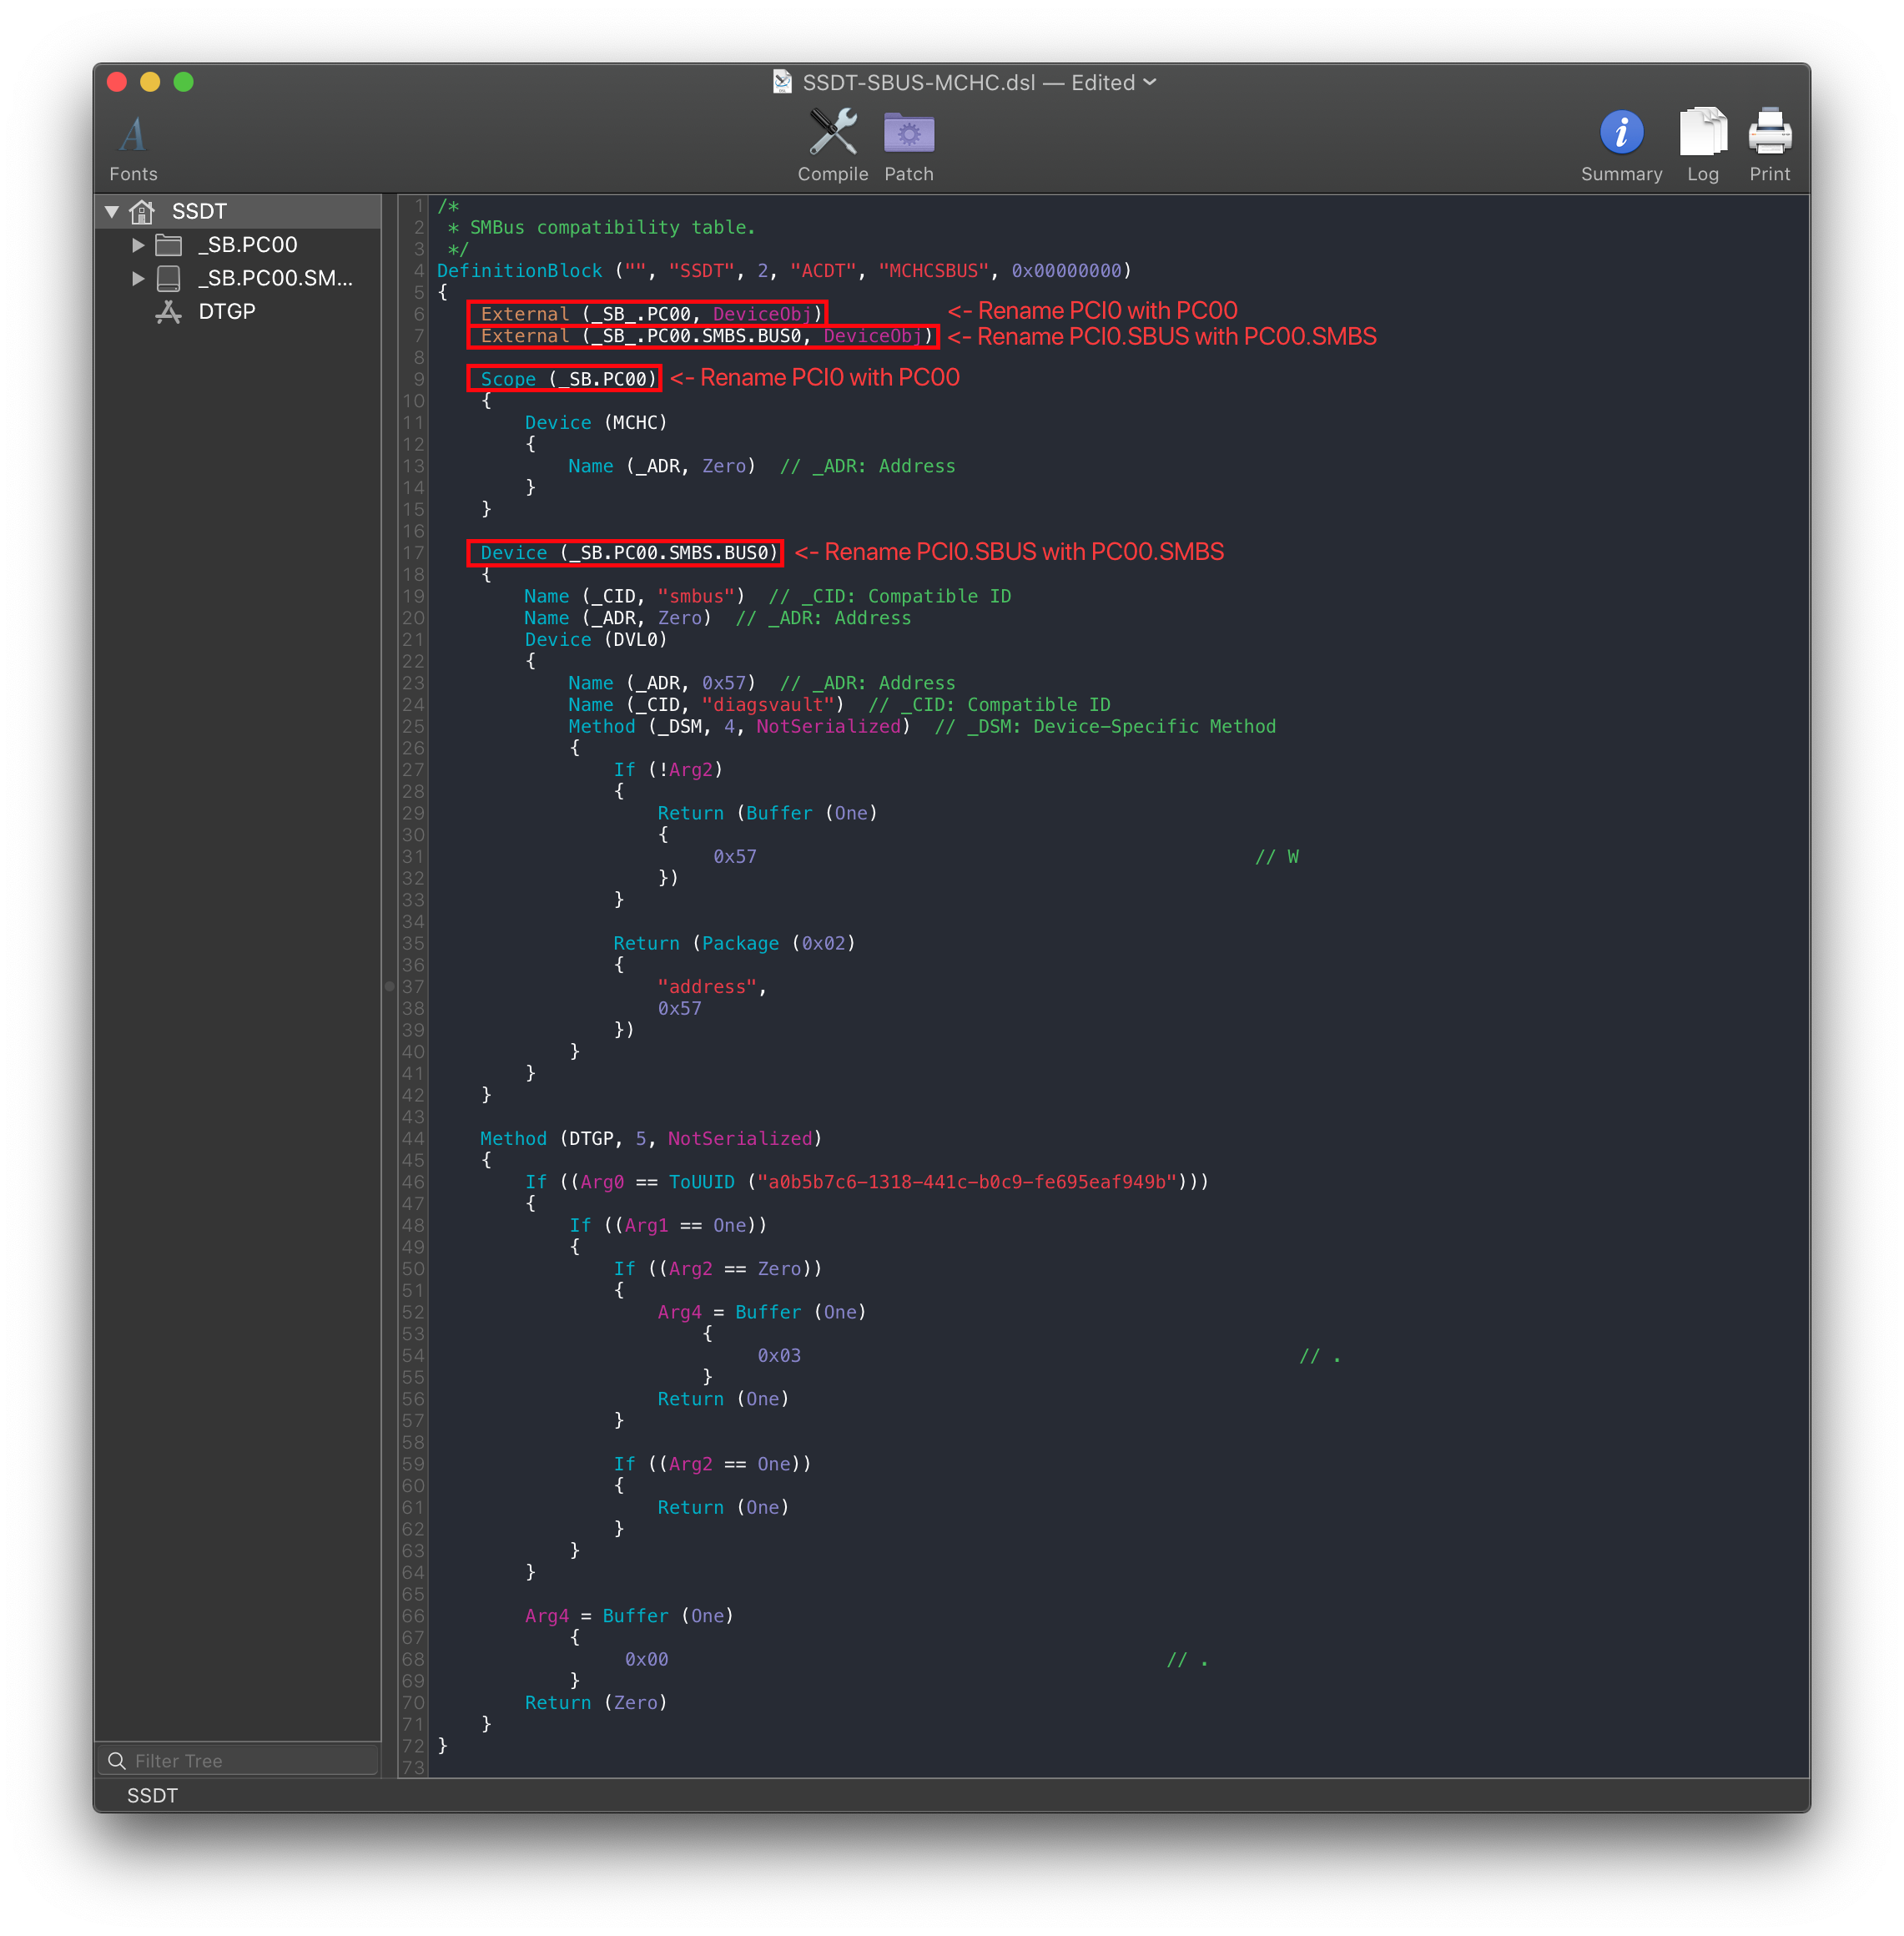 SSDT-SBUS-MCHC.dsl — Edited
Fonts
Compile
Patch
Summary
Log
Print
SSDT
_SB.PC00
_SB.PC00.SM...
DTGP
1 /*
2  * SMBus compatibility table.
3  */
4 DefinitionBlock ("", "SSDT", 2, "ACDT", "MCHCSBUS", 0x00000000)
5 {
6     External (_SB_.PC00, DeviceObj) <- Rename PCI0 with PC00
7     External (_SB_.PC00.SMBS.BUS0, DeviceObj) <- Rename PCI0.SBUS with PC00.SMBS
8
9     Scope (_SB.PC00) <- Rename PCI0 with PC00
10     {
11         Device (MCHC)
12         {
13             Name (_ADR, Zero)  // _ADR: Address
14         }
15     }
16
17     Device (_SB.PC00.SMBS.BUS0) <- Rename PCI0.SBUS with PC00.SMBS
18     {
19         Name (_CID, "smbus")  // _CID: Compatible ID
20         Name (_ADR, Zero)  // _ADR: Address
21         Device (DVL0)
22         {
23             Name (_ADR, 0x57)  // _ADR: Address
24             Name (_CID, "diagsvault")  // _CID: Compatible ID
25             Method (_DSM, 4, NotSerialized)  // _DSM: Device-Specific Method
26             {
27                 If (!Arg2)
28                 {
29                     Return (Buffer (One)
30                     {
31                          0x57                                             // W
32                     })
33                 }
34
35                 Return (Package (0x02)
36                 {
37                     "address",
38                     0x57
39                 })
40             }
41         }
42     }
43
44     Method (DTGP, 5, NotSerialized)
45     {
46         If ((Arg0 == ToUUID ("a0b5b7c6-1318-441c-b0c9-fe695eaf949b")))
47         {
48             If ((Arg1 == One))
49             {
50                 If ((Arg2 == Zero))
51                 {
52                     Arg4 = Buffer (One)
53                         {
54                              0x03                                             // .
55                         }
56                     Return (One)
57                 }
58
59                 If ((Arg2 == One))
60                 {
61                     Return (One)
62                 }
63             }
64         }
65
66         Arg4 = Buffer (One)
67             {
68                  0x00                                             // .
69             }
70         Return (Zero)
71     }
72 }
73
Filter Tree
SSDT